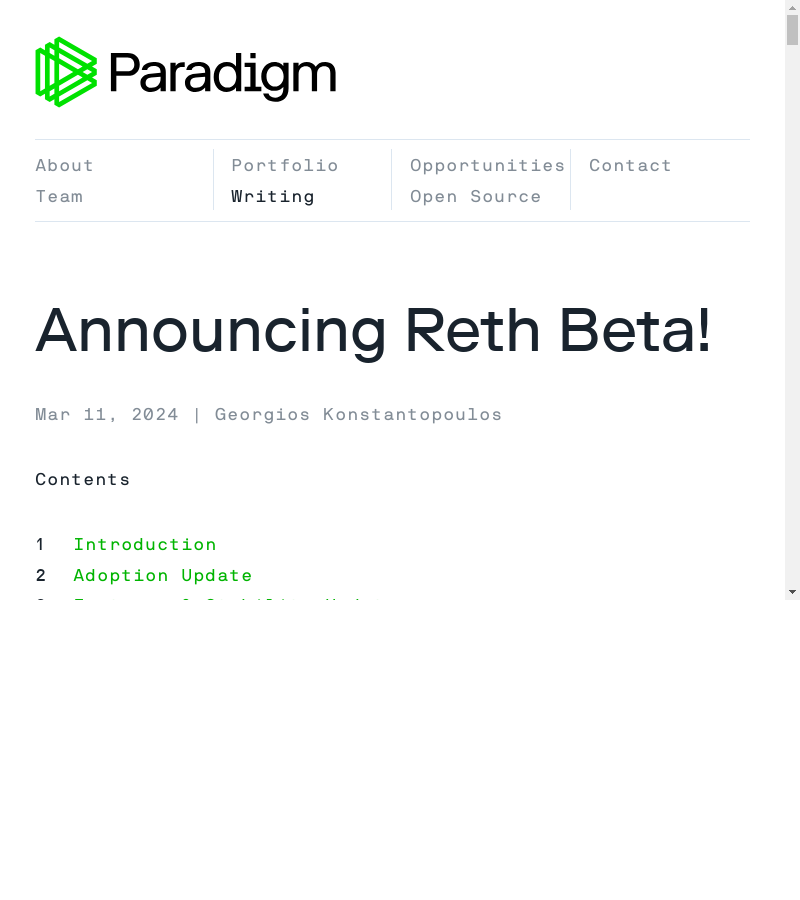 Paradigm
About
Team
Portfolio
Writing
Opportunities
Open Source
Contact
Announcing Reth Beta!
Mar 11, 2024 | Georgios Konstantopoulos
Contents
1 Introduction
2 Adoption Update